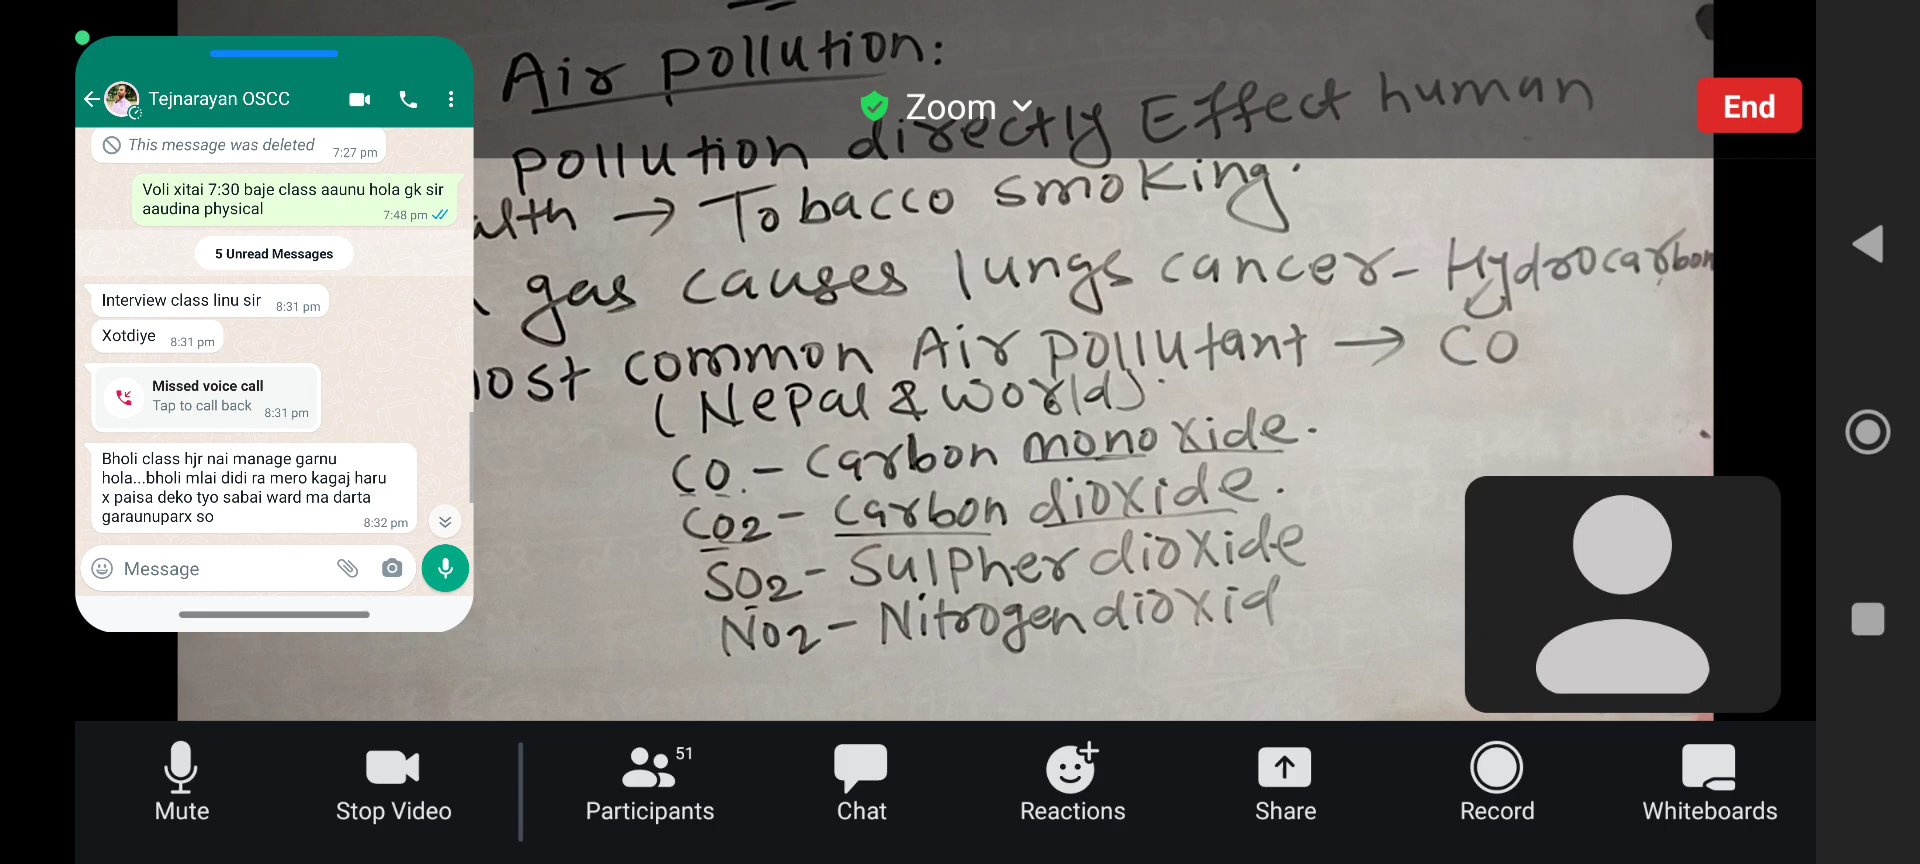 Air pollution:
Zoom
End
Pollution directly Effect human
alth → Tobacco smoking.
gas causes lungs cancer- Hydrocarbon
ost common Air pollutant → CO
(Nepal & world).
CO - Carbon monoxide.
CO2 - Carbon dioxide.
SO2 - Sulpher dioxide
NO2 - Nitrogen dioxid
Tejnarayan OSCC
This message was deleted 7:27 pm
Voli xitai 7:30 baje class aaunu hola gk sir
aaudina physical 7:48 pm
5 Unread Messages
Interview class linu sir 8:31 pm
Xotdiye 8:31 pm
Missed voice call
Tap to call back 8:31 pm
Bholi class hjr nai manage garnu
hola...bholi mlai didi ra mero kagaj haru
x paisa deko tyo sabai ward ma darta
garaunuparx so 8:32 pm
Message
51
Mute Stop Video Participants Chat Reactions Share Record Whiteboards